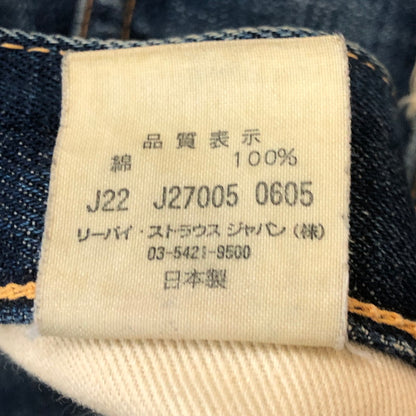 品質表示
綿 100%
J22 J27005 0605
リーバイ・ストラウス ジャパン(株)
03-5421-9500
日本製